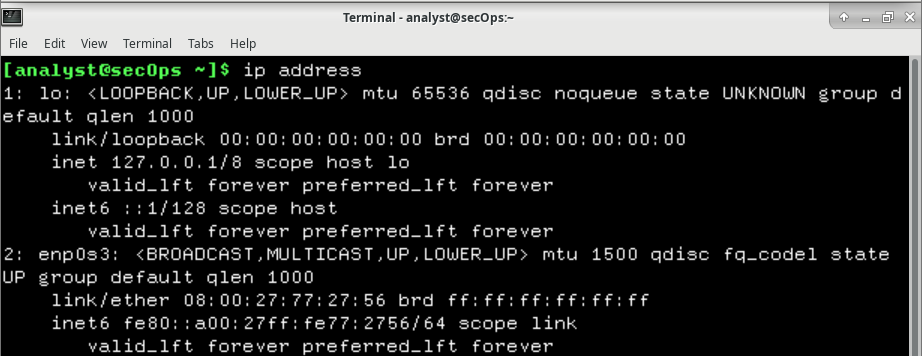 Terminal - analyst@secOps:~
File Edit View Terminal Tabs Help
[analyst@secOps ~]$ ip address
1: lo: <LOOPBACK,UP,LOWER_UP> mtu 65536 qdisc noqueue state UNKNOWN group d
efault qlen 1000
    link/loopback 00:00:00:00:00:00 brd 00:00:00:00:00:00
    inet 127.0.0.1/8 scope host lo
       valid_lft forever preferred_lft forever
    inet6 ::1/128 scope host
       valid_lft forever preferred_lft forever
2: enp0s3: <BROADCAST,MULTICAST,UP,LOWER_UP> mtu 1500 qdisc fq_codel state
UP group default qlen 1000
    link/ether 08:00:27:77:27:56 brd ff:ff:ff:ff:ff:ff
    inet6 fe80::a00:27ff:fe77:2756/64 scope link
       valid_lft forever preferred_lft forever